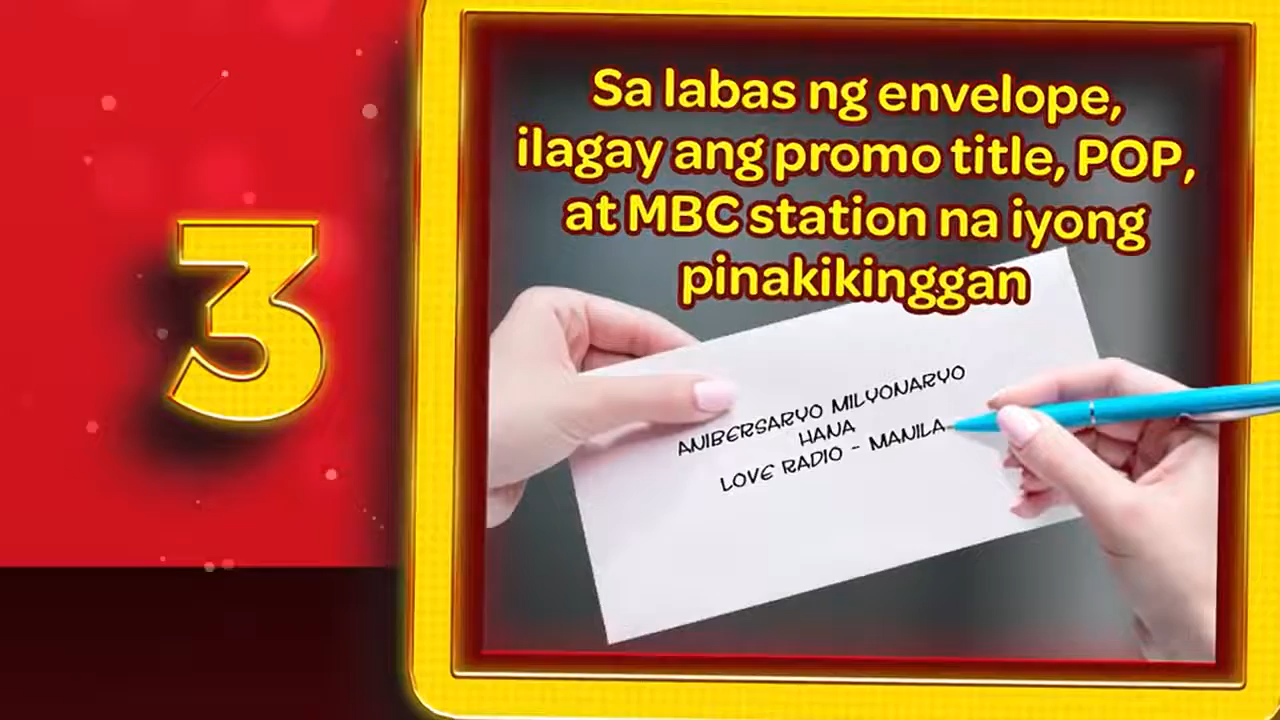 3
Sa labas ng envelope,
ilagay ang promo title, POP,
at MBC station na iyong
pinakikinggan
ANIBERSARYO MILYONARYO
HANA
LOVE RADIO - MANILA